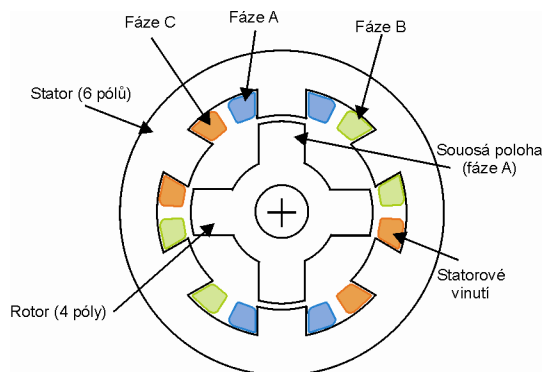 Fáze C
Fáze A
Fáze B
Stator (6 pólů)
Souosá poloha
(fáze A)
Statorové
vinutí
Rotor (4 póly)